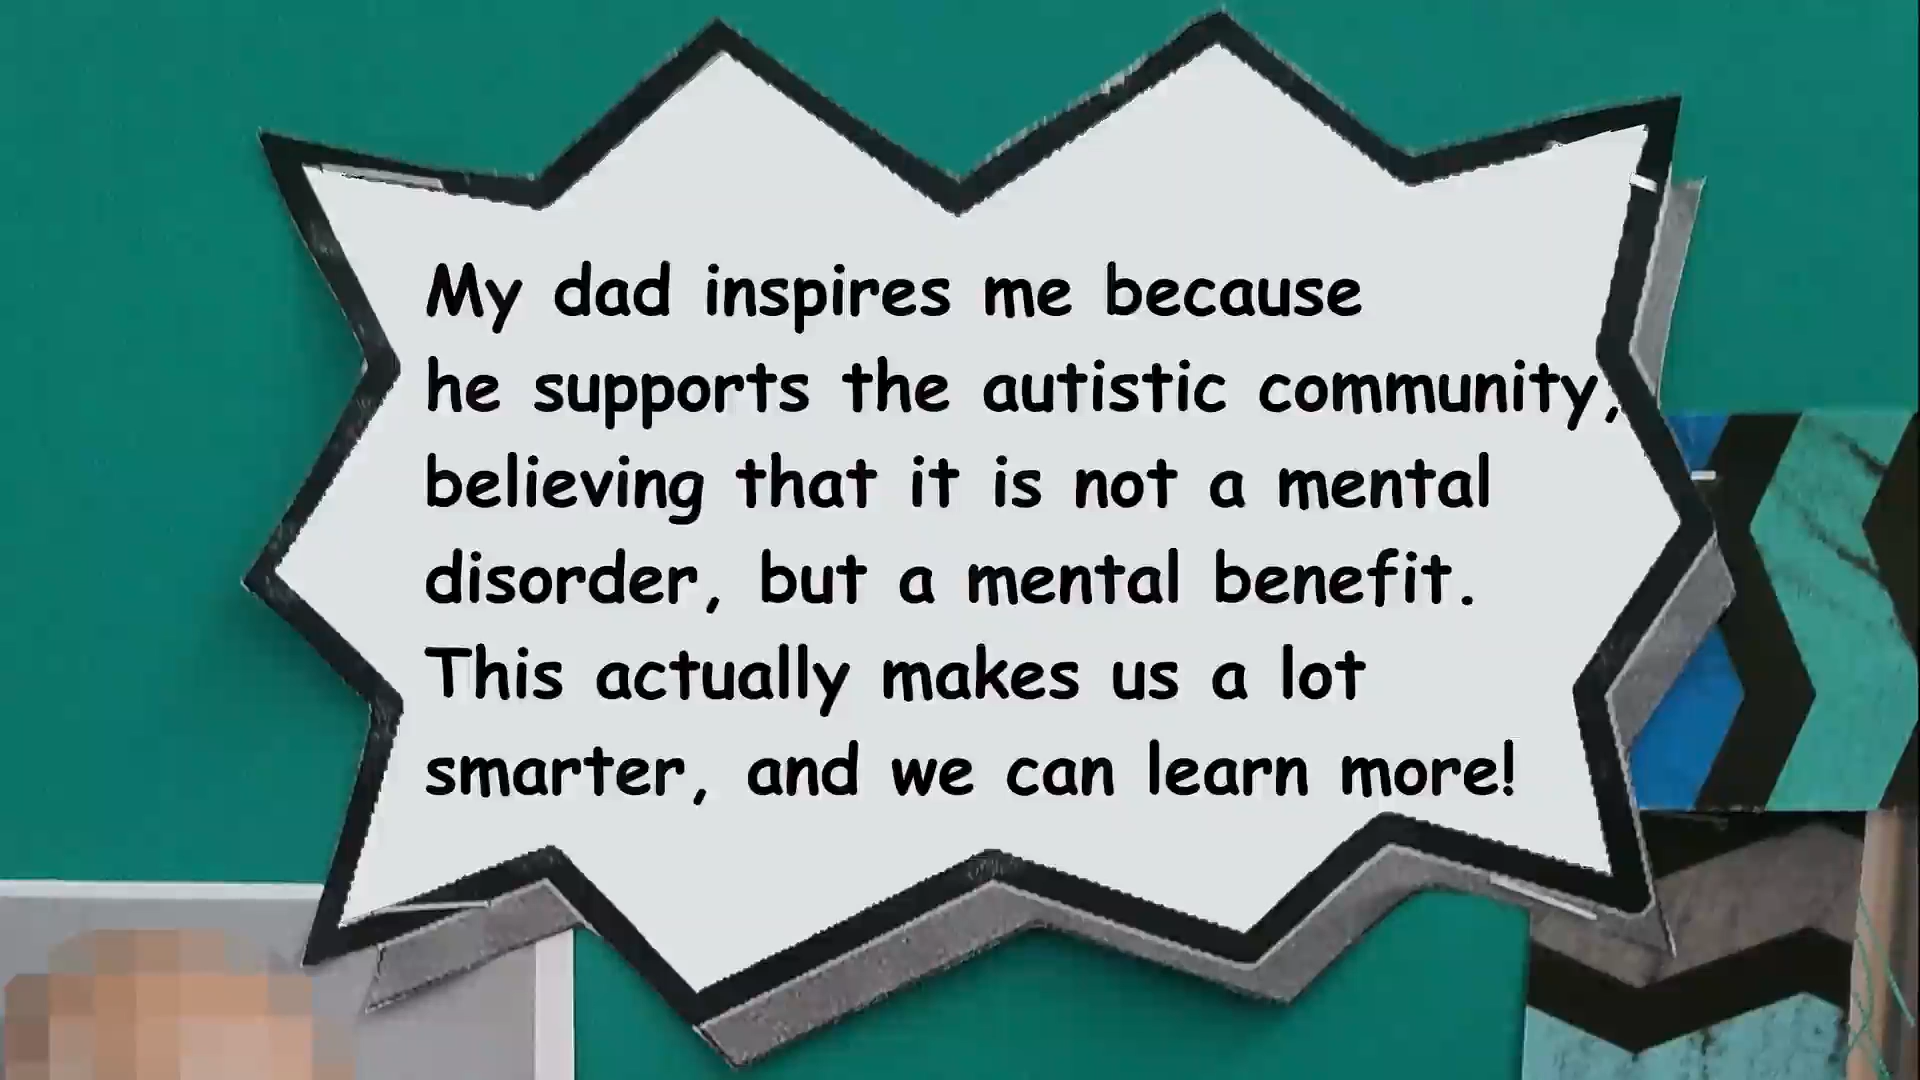 My dad inspires me because
he supports the autistic community,
believing that it is not a mental
disorder, but a mental benefit.
This actually makes us a lot
smarter, and we can learn more!